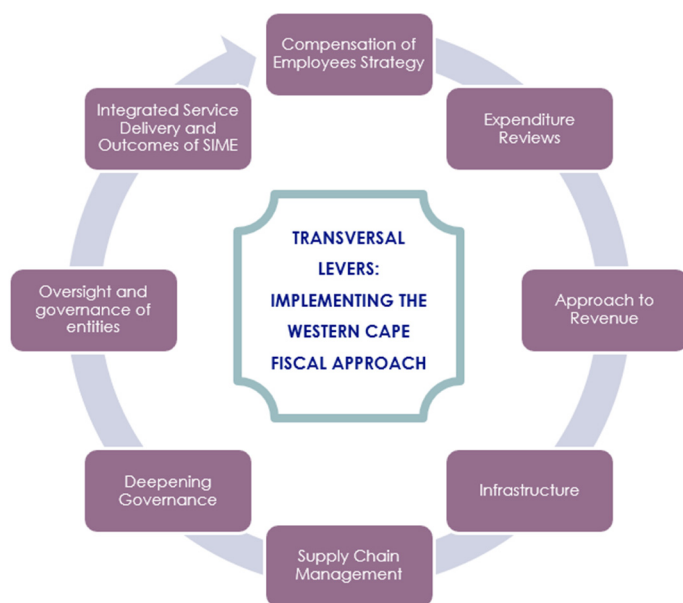 Compensation of
Employees Strategy
Expenditure
Reviews
Approach to
Revenue
Infrastructure
Supply Chain
Management
Deepening
Governance
Oversight and
governance of
entities
Integrated Service
Delivery and
Outcomes of SIME
TRANSVERSAL
LEVERS:
IMPLEMENTING THE
WESTERN CAPE
FISCAL APPROACH